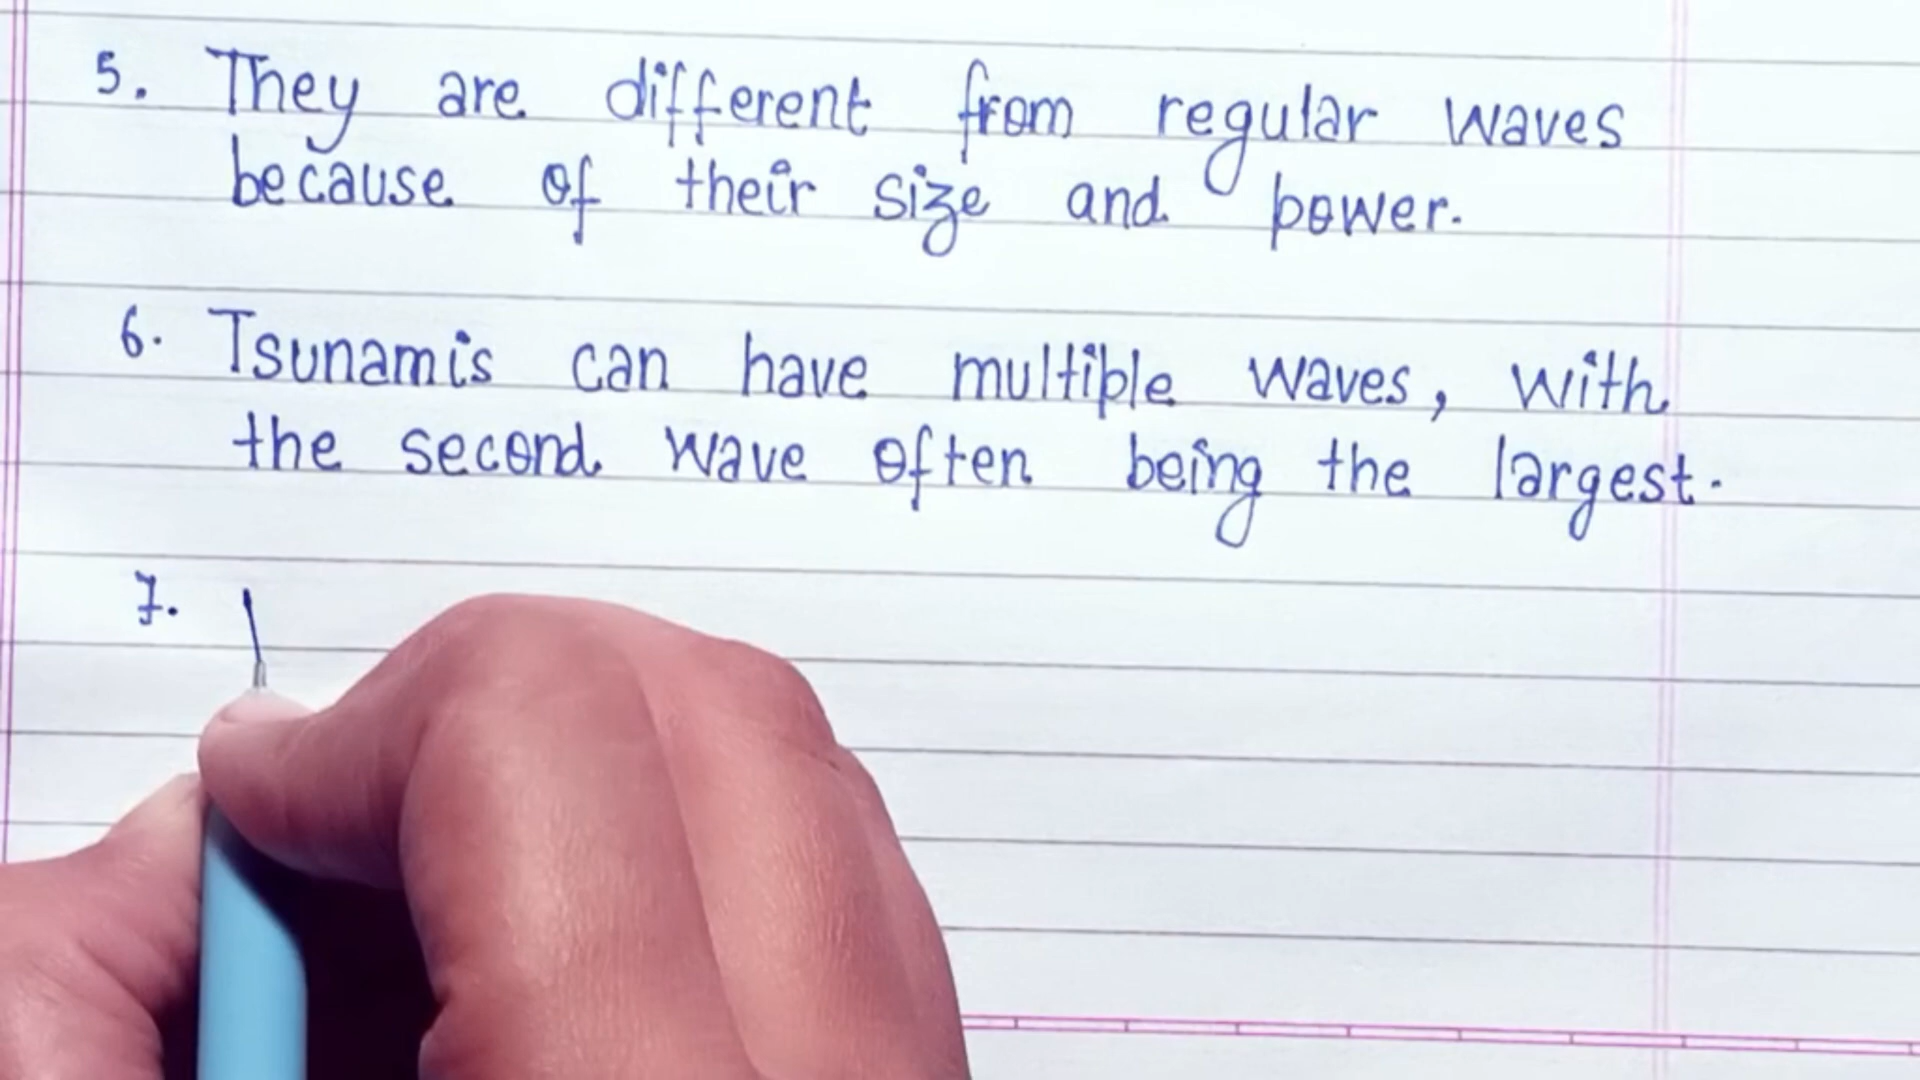 5. They are different from regular waves
because of their size and power.
6. Tsunamis can have multiple waves, with
the second wave often being the largest.
7.